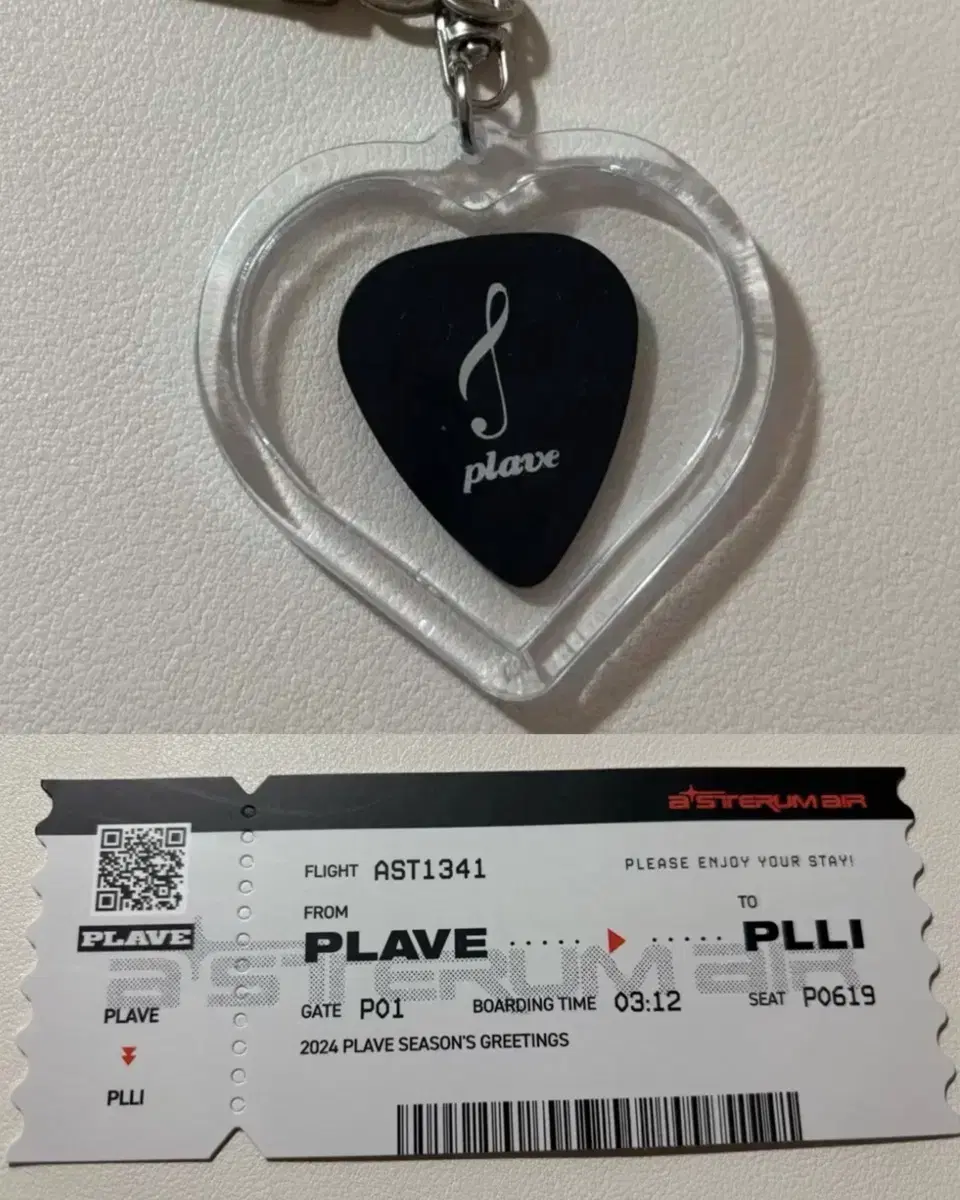 plave
asterum air
PLAVE
PLAVE
PLLI
FLIGHT AST1341
PLEASE ENJOY YOUR STAY!
FROM
TO
PLAVE
PLLI
asterum air
GATE P01 BOARDING TIME 03:12 SEAT P0619
2024 PLAVE SEASON'S GREETINGS